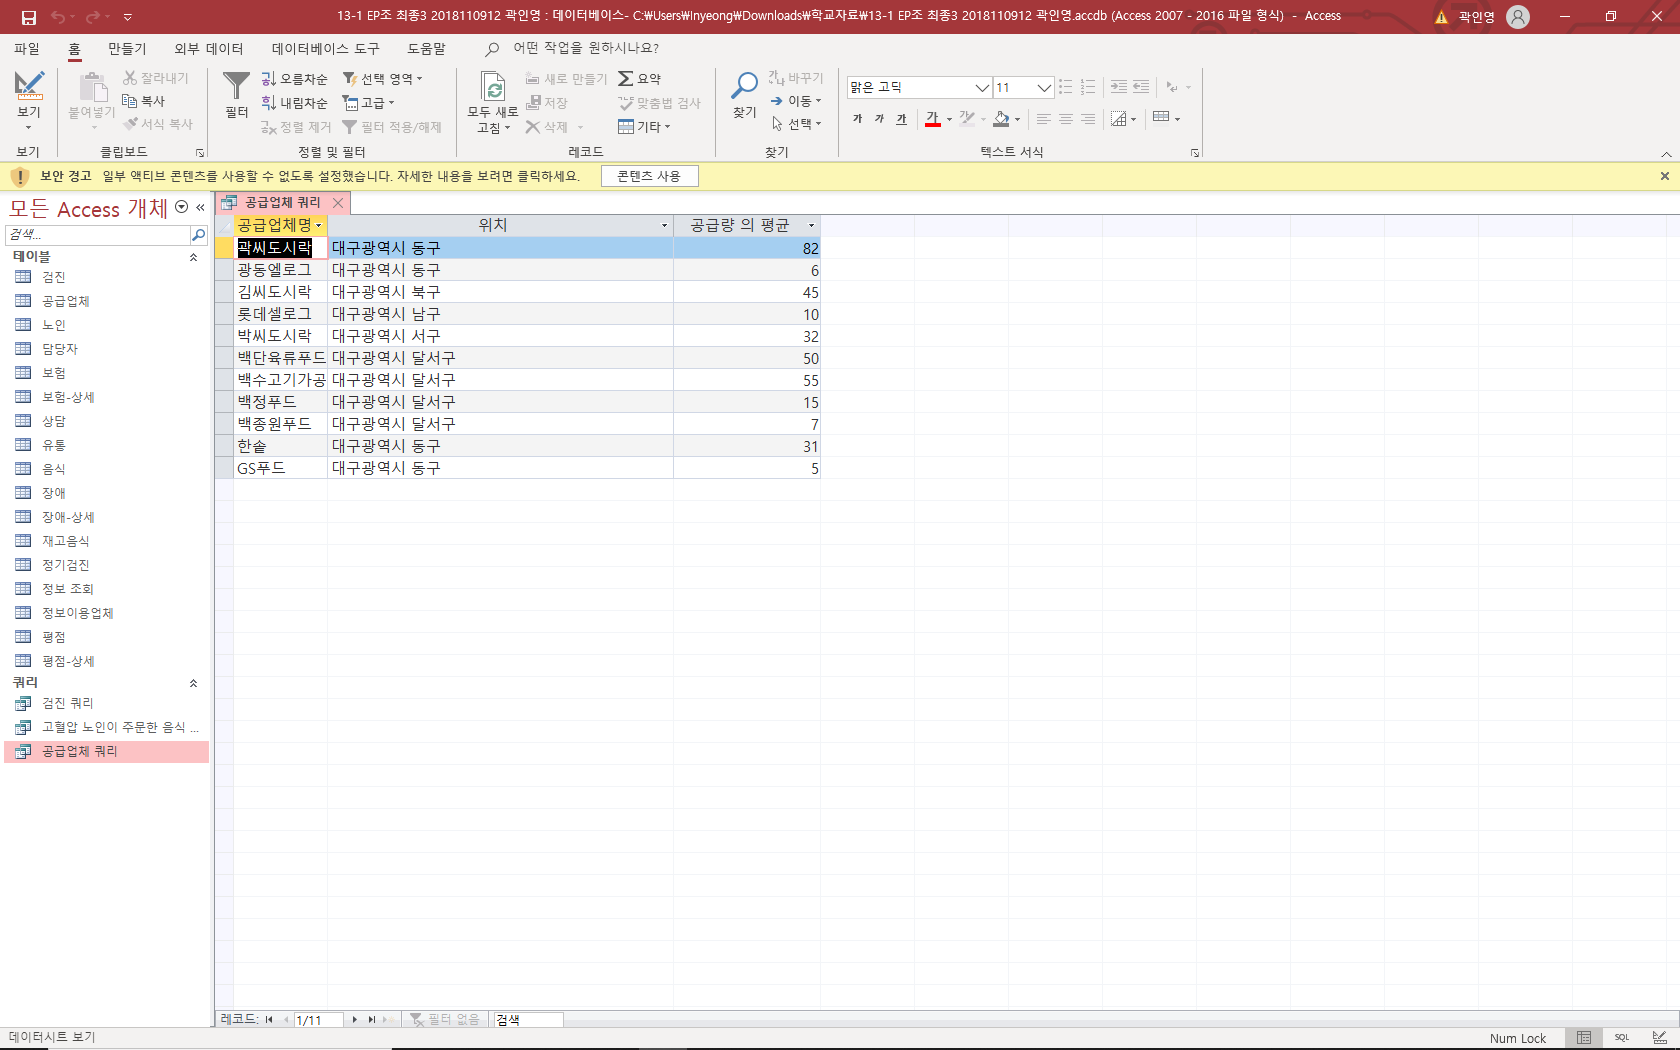 13-1 EP조 최종3 2018110912 곽인영 : 데이터베이스- C:₩Users₩Inyeong₩Downloads₩학교자료₩13-1 EP조 최종3 2018110912 곽인영.accdb (Access 2007 - 2016 파일 형식) - Access
곽인영
파일 홈 만들기 외부 데이터 데이터베이스 도구 도움말 어떤 작업을 원하시나요?
보기
보기
붙여넣기
잘라내기
복사
서식 복사
클립보드
필터
오름차순
내림차순
정렬 제거
선택 영역
고급
필터 적용/해제
정렬 및 필터
모두 새로
고침
새로 만들기
저장
삭제
요약
맞춤법 검사
기타
레코드
찾기
바꾸기
이동
선택
찾기
맑은 고딕 11
가 가 가 가
텍스트 서식
보안 경고 일부 액티브 콘텐츠를 사용할 수 없도록 설정했습니다. 자세한 내용을 보려면 클릭하세요. 콘텐츠 사용
모든 Access 개체
검색...
테이블
검진
공급업체
노인
담당자
보험
보험-상세
상담
유통
음식
장애
장애-상세
재고음식
정기검진
정보 조회
정보이용업체
평점
평점-상세
쿼리
검진 쿼리
고혈압 노인이 주문한 음식 ...
공급업체 쿼리
공급업체 쿼리
공급업체명 위치 공급량 의 평균
곽씨도시락 대구광역시 동구 82
광동엘로그 대구광역시 동구 6
김씨도시락 대구광역시 북구 45
롯데셀로그 대구광역시 남구 10
박씨도시락 대구광역시 서구 32
백단육류푸드 대구광역시 달서구 50
백수고기가공 대구광역시 달서구 55
백정푸드 대구광역시 달서구 15
백종원푸드 대구광역시 달서구 7
한솥 대구광역시 동구 31
GS푸드 대구광역시 동구 5
레코드: 1/11 필터 없음 검색
데이터시트 보기
Num Lock
SQL